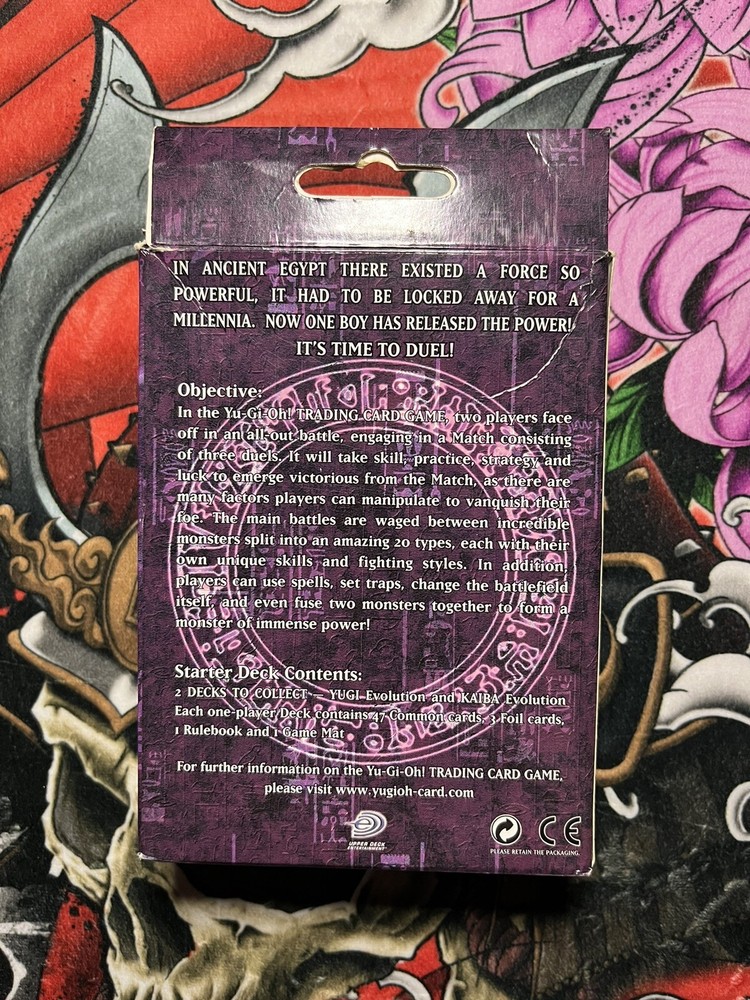 IN ANCIENT EGYPT THERE EXISTED A FORCE SO
POWERFUL, IT HAD TO BE LOCKED AWAY FOR A
MILLENNIA. NOW ONE BOY HAS RELEASED THE POWER!
IT'S TIME TO DUEL!
Objective:
In the Yu-Gi-Oh! TRADING CARD GAME, two players face
off in an all-out battle, engaging in a Match consisting
of three duels. It will take skill, practice, strategy and
luck to emerge victorious from the Match, as there are
many factors players can manipulate to vanquish their
foe. The main battles are waged between incredible
monsters split into an amazing 20 types, each with their
own unique skills and fighting styles. In addition,
players can use spells, set traps, change the battlefield
itself, and even fuse two monsters together to form a
monster of immense power!
Starter Deck Contents:
2 DECKS TO COLLECT — YUGI Evolution and KAIBA Evolution
Each one-player Deck contains 47 Common cards, 3 Foil cards,
1 Rulebook and 1 Game Mat
For further information on the Yu-Gi-Oh! TRADING CARD GAME,
please visit www.yugioh-card.com
UPPER DECK
ENTERTAINMENT
CE
PLEASE RETAIN THE PACKAGING.